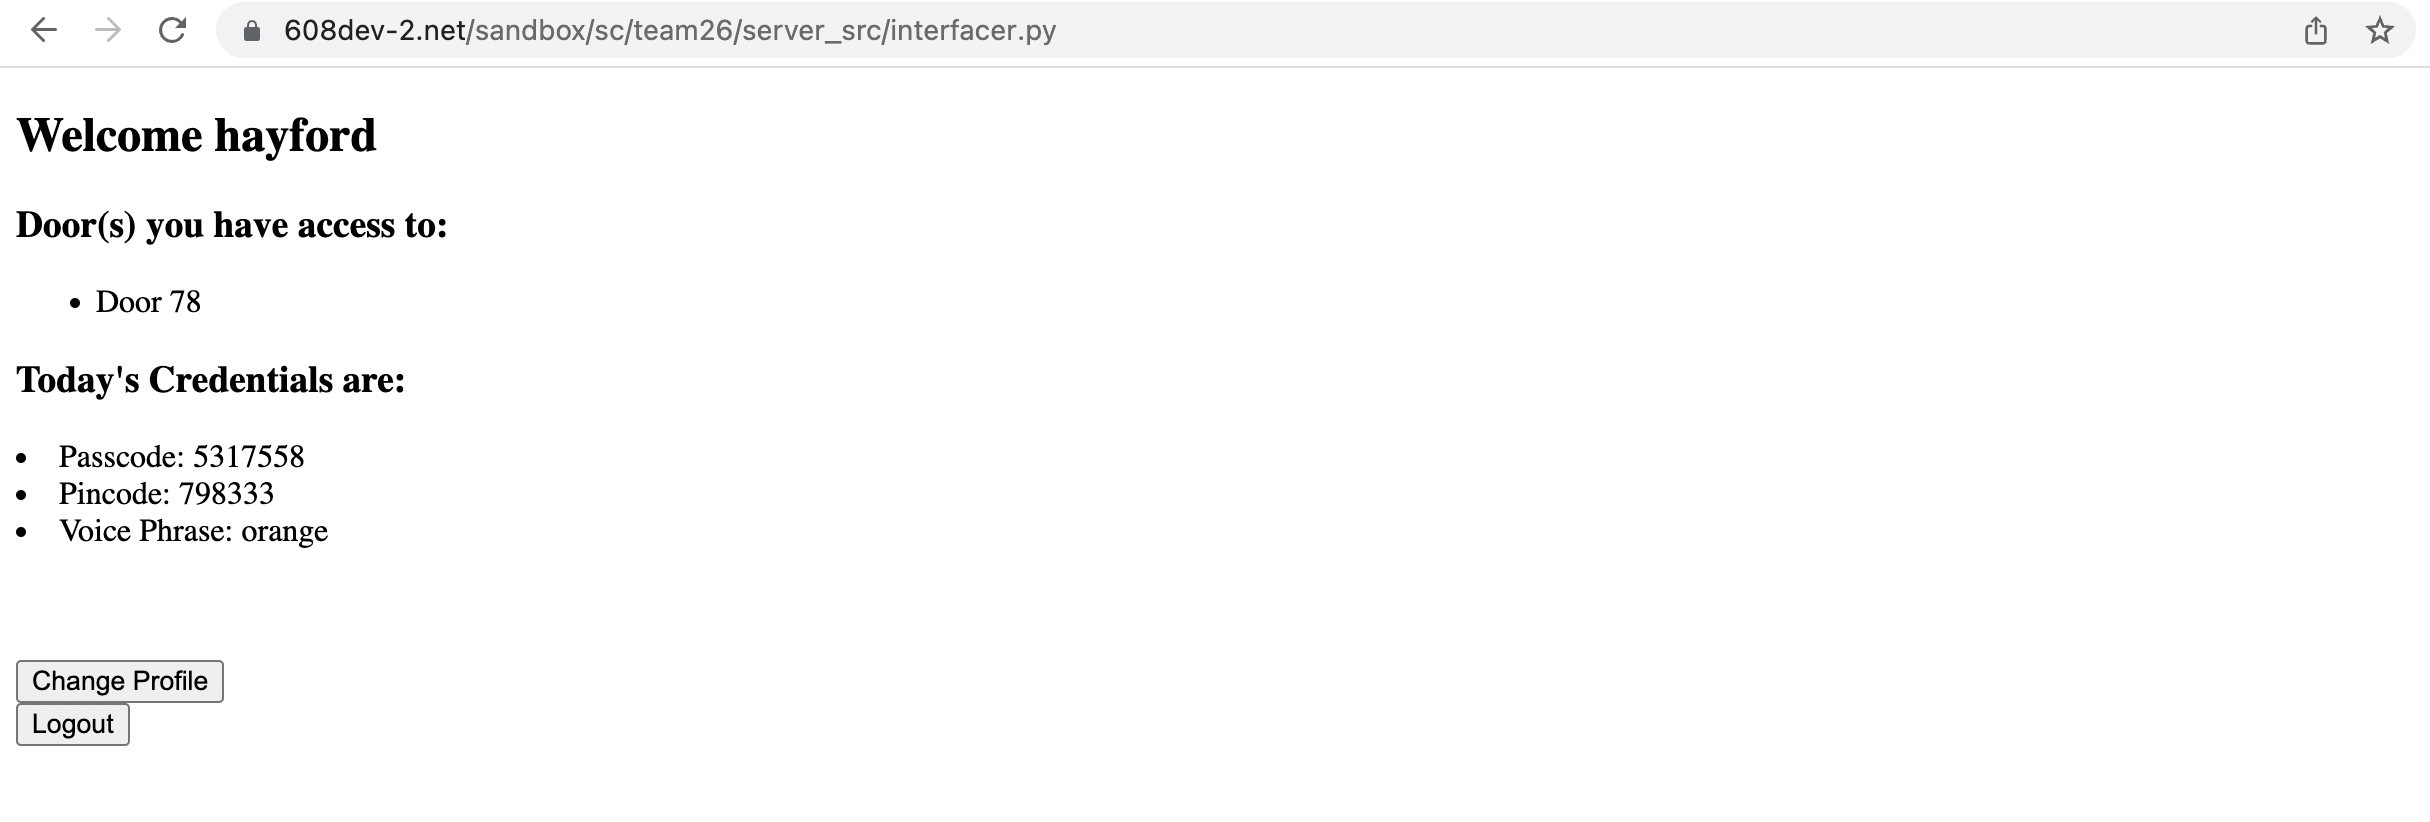 608dev-2.net/sandbox/sc/team26/server_src/interfacer.py
Welcome hayford
Door(s) you have access to:
• Door 78
Today's Credentials are:
• Passcode: 5317558
• Pincode: 798333
• Voice Phrase: orange
Change Profile
Logout